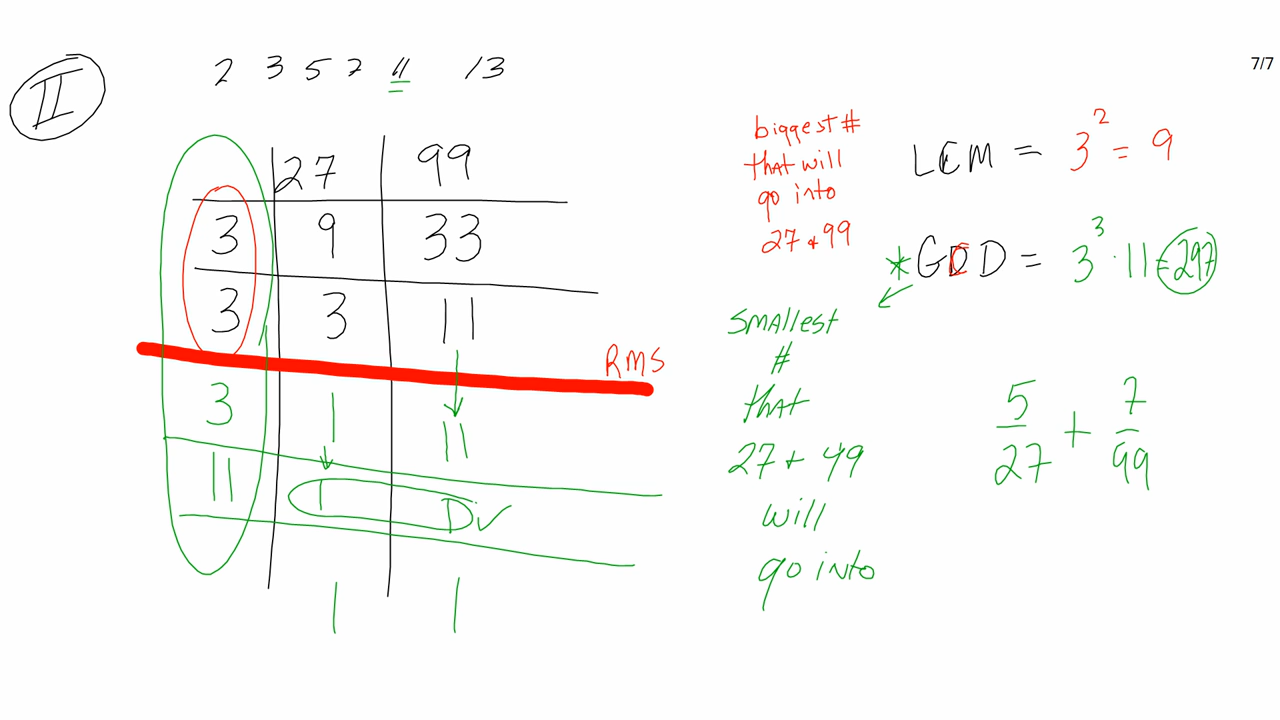 7/7
II
2 3 5 7 11 13
27 99
3 9 33
3 3 11
RMS
3 1 11
11 1 Div
1 1
biggest #
that will
go into
27 + 99
LCM = 3² = 9
* GCD = 3³ · 11 = 297
Smallest
#
that
27 + 99
will
go into
5/27 + 7/99